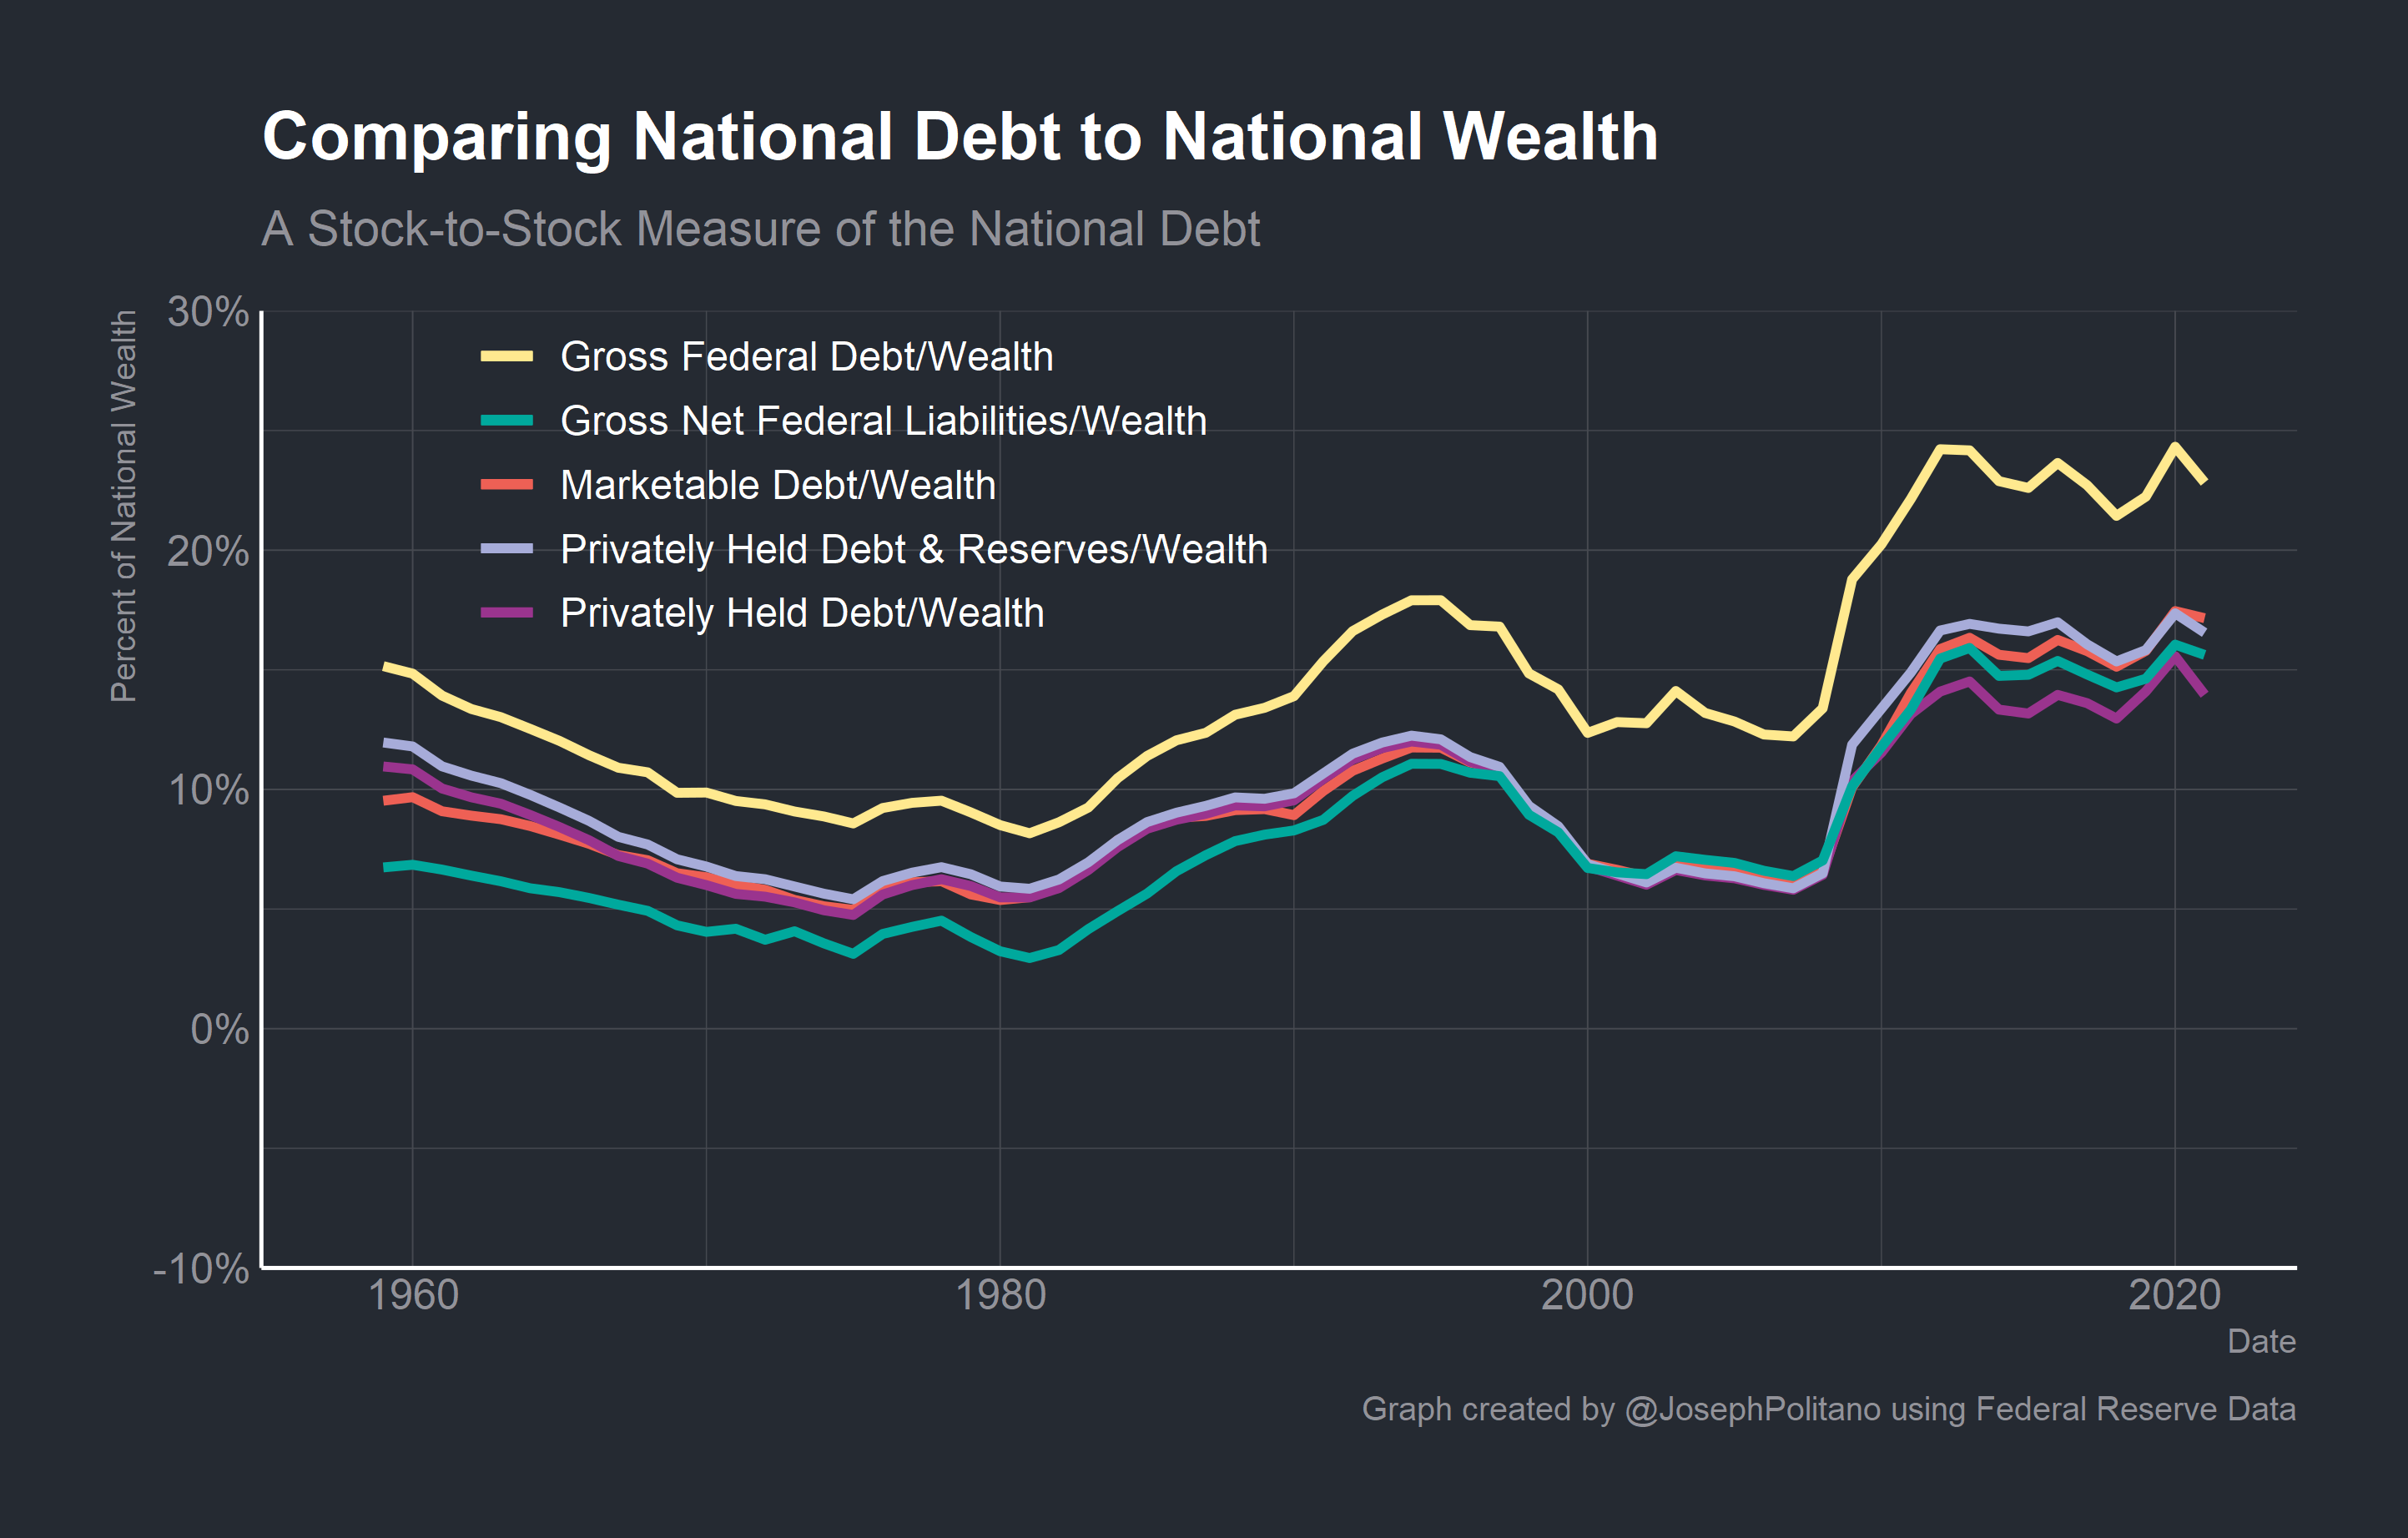 Comparing National Debt to National Wealth
A Stock-to-Stock Measure of the National Debt
Percent of National Wealth
30%
20%
10%
0%
-10%
Gross Federal Debt/Wealth
Gross Net Federal Liabilities/Wealth
Marketable Debt/Wealth
Privately Held Debt & Reserves/Wealth
Privately Held Debt/Wealth
1960 1980 2000 2020
Date
Graph created by @JosephPolitano using Federal Reserve Data